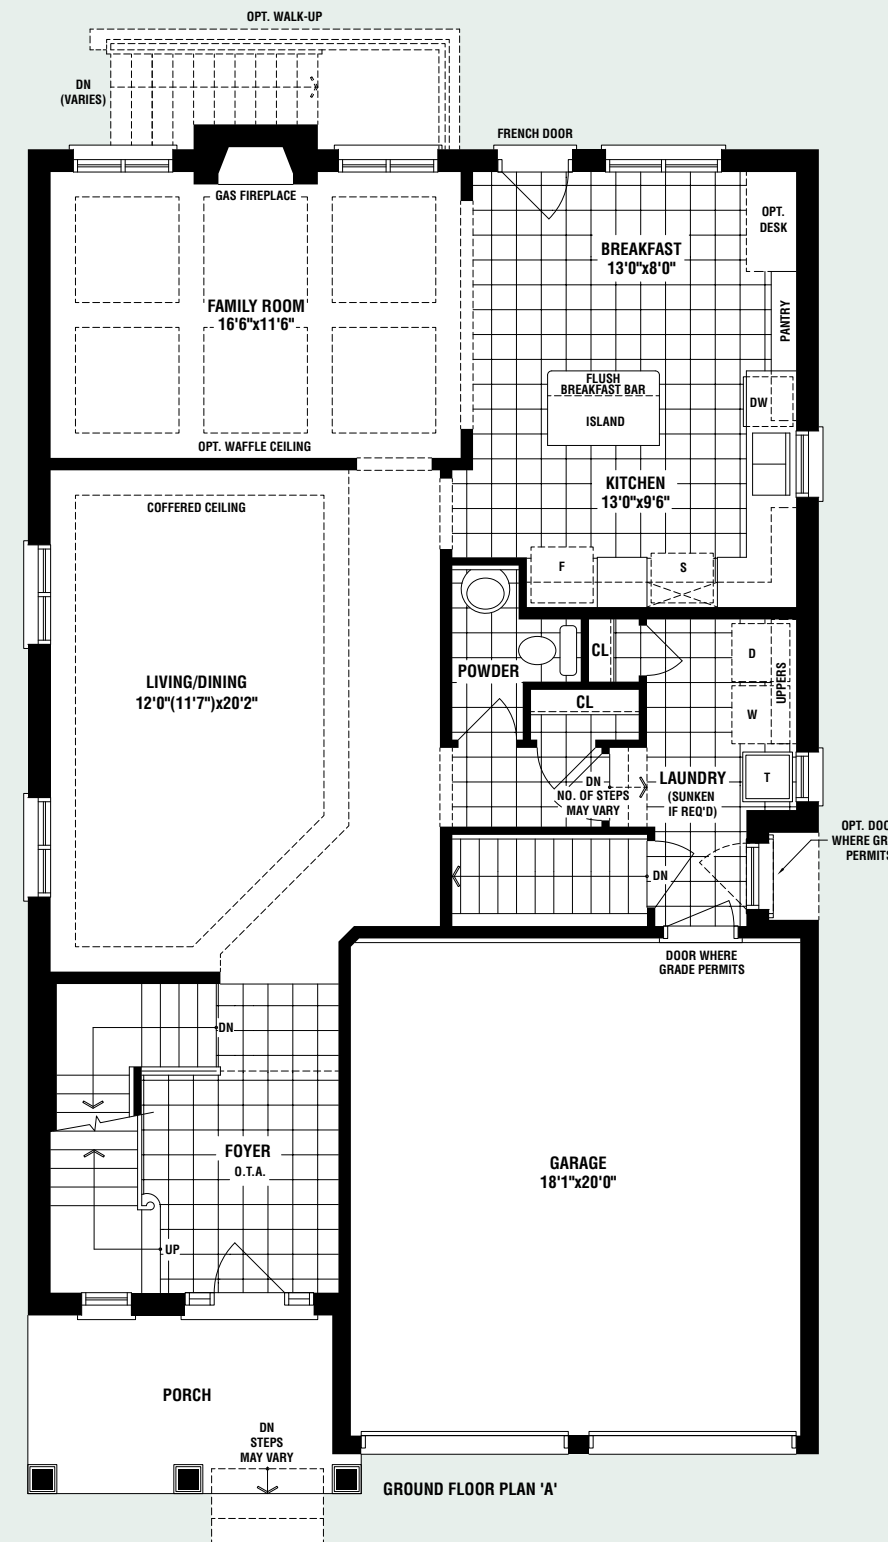 OPT. WALK-UP
DN
(VARIES)
FRENCH DOOR
GAS FIREPLACE
OPT.
DESK
BREAKFAST
13'0"x8'0"
FAMILY ROOM
16'6"x11'6"
PANTRY
FLUSH
BREAKFAST BAR
ISLAND
DW
OPT. WAFFLE CEILING
KITCHEN
13'0"x9'6"
COFFERED CEILING
F
S
LIVING/DINING
12'0"(11'7")x20'2"
POWDER
CL
CL
D
W
UPPERS
T
LAUNDRY
(SUNKEN
IF REQ'D)
DN
NO. OF STEPS
MAY VARY
OPT. DOO
WHERE GR
PERMITS
DN
DOOR WHERE
GRADE PERMITS
DN
FOYER
O.T.A.
UP
GARAGE
18'1"x20'0"
PORCH
DN
STEPS
MAY VARY
GROUND FLOOR PLAN 'A'